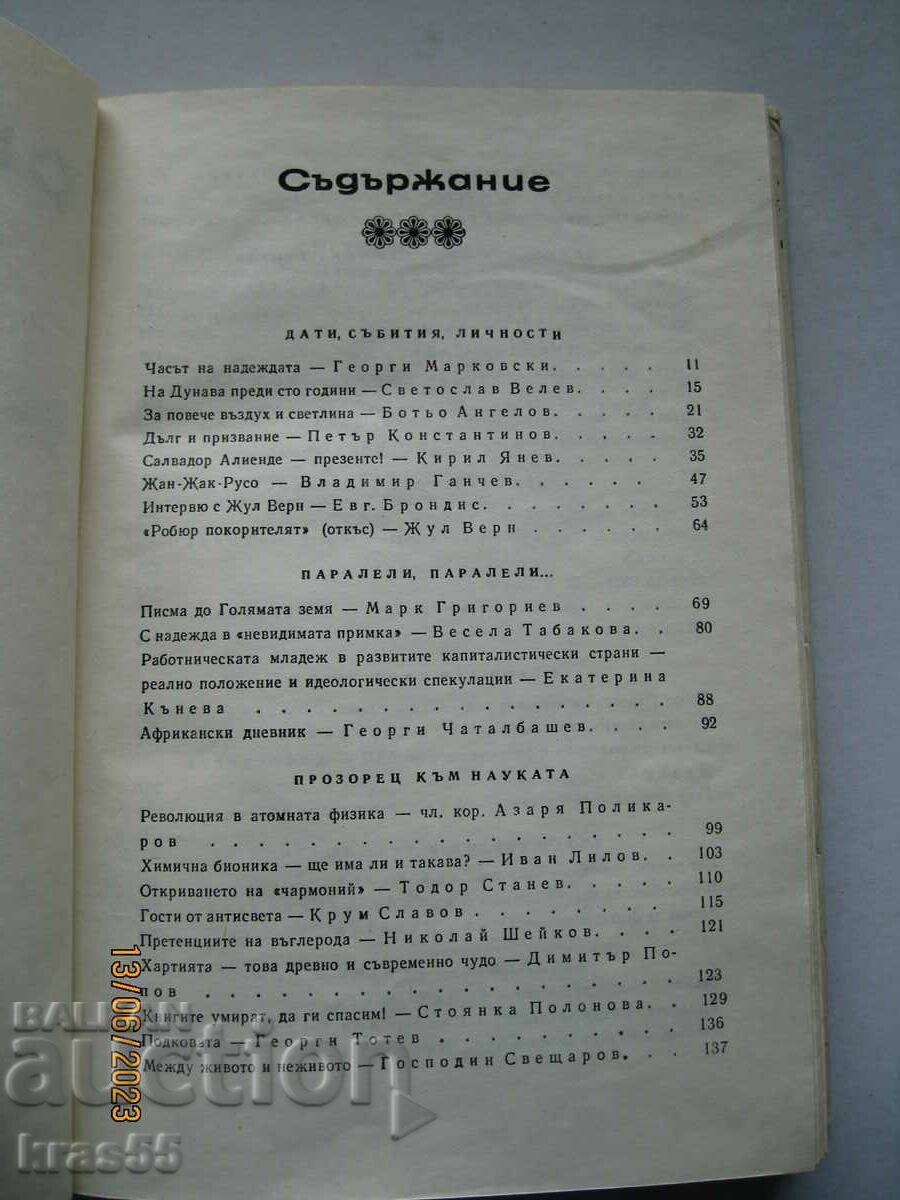 Съдържание
ДАТИ, СЪБИТИЯ, ЛИЧНОСТИ
Часът на надеждата — Георги Марковски. . . . . 11
На Дунава преди сто години — Светослав Велев. . . . . 15
За повече въздух и светлина — Ботьо Ангелов. . . . . 21
Дълг и призвание — Петър Константинов. . . . . 32
Салвадор Алиенде — презенте! — Кирил Янев. . . . . 35
Жан-Жак-Русо — Владимир Ганчев. . . . . . 47
Интервю с Жул Верн — Евг. Брондис. . . . . . . . 53
«Робюр покорителят» (откъс) — Жул Верн . . . . . . 64
ПАРАЛЕЛИ, ПАРАЛЕЛИ...
Писма до Голямата земя — Марк Григориев . . . . 69
С надежда в «невидимата примка» — Весела Табакова. . 80
Работническата младеж в развитите капиталистически страни —
реално положение и идеологически спекулации — Екатерина
Кънева . . . . . . . . . . . . . . . . 88
Африкански дневник — Георги Чаталбашев. . . . 92
ПРОЗОРЕЦ КЪМ НАУКАТА
Революция в атомната физика — чл. кор. Азаря Полика-
ров . . . . . . . . . . . . . . . . . . 99
Химична бионика — ще има ли и такава? — Иван Лилов. . 103
Откриването на «чармоний» — Тодор Станев. . . . . 110
Гости от антисвета — Крум Славов . . . . . . . . 115
Претенциите на въглерода — Николай Шейков. . . . 121
Хартията — това древно и съвременно чудо — Димитър По-
пов . . . . . . . . . . . . . . . . . . 123
Книгите умират, да ги спасим! — Стоянка Полонова. . 129
Подковата — Георги Тотев . . . . . . . . . . 136
Между живото и неживото — Господин Свещаров. . . 137
13/06/2023
BALKAN
auction
kras55